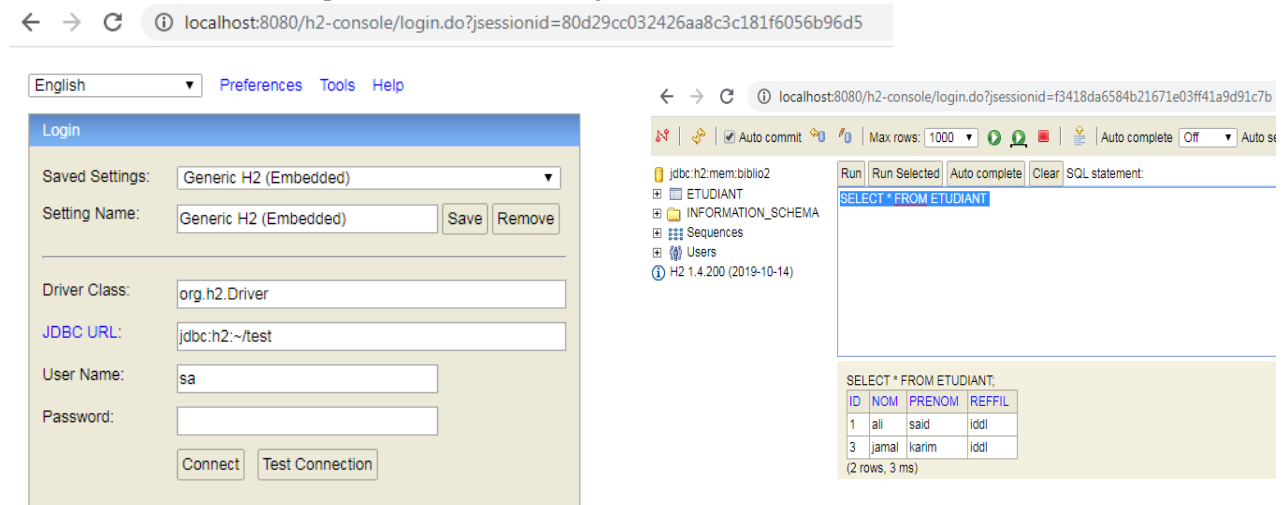 localhost:8080/h2-console/login.do?jsessionid=80d29cc032426aa8c3c181f6056b96d5
English Preferences Tools Help
Login
Saved Settings: Generic H2 (Embedded)
Setting Name: Generic H2 (Embedded) Save Remove
Driver Class: org.h2.Driver
JDBC URL: jdbc:h2:~/test
User Name: sa
Password:
Connect Test Connection
localhost:8080/h2-console/login.do?jsessionid=f3418da6584b21671e03ff41a9d91c7b
Auto commit Max rows: 1000 Auto complete Off Auto se
jdbc:h2:mem:biblio2
ETUDIANT
INFORMATION_SCHEMA
Sequences
Users
H2 1.4.200 (2019-10-14)
Run Run Selected Auto complete Clear SQL statement:
SELECT * FROM ETUDIANT
SELECT * FROM ETUDIANT;
ID NOM PRENOM REFFIL
1 ali said iddl
3 jamal karim iddl
(2 rows, 3 ms)